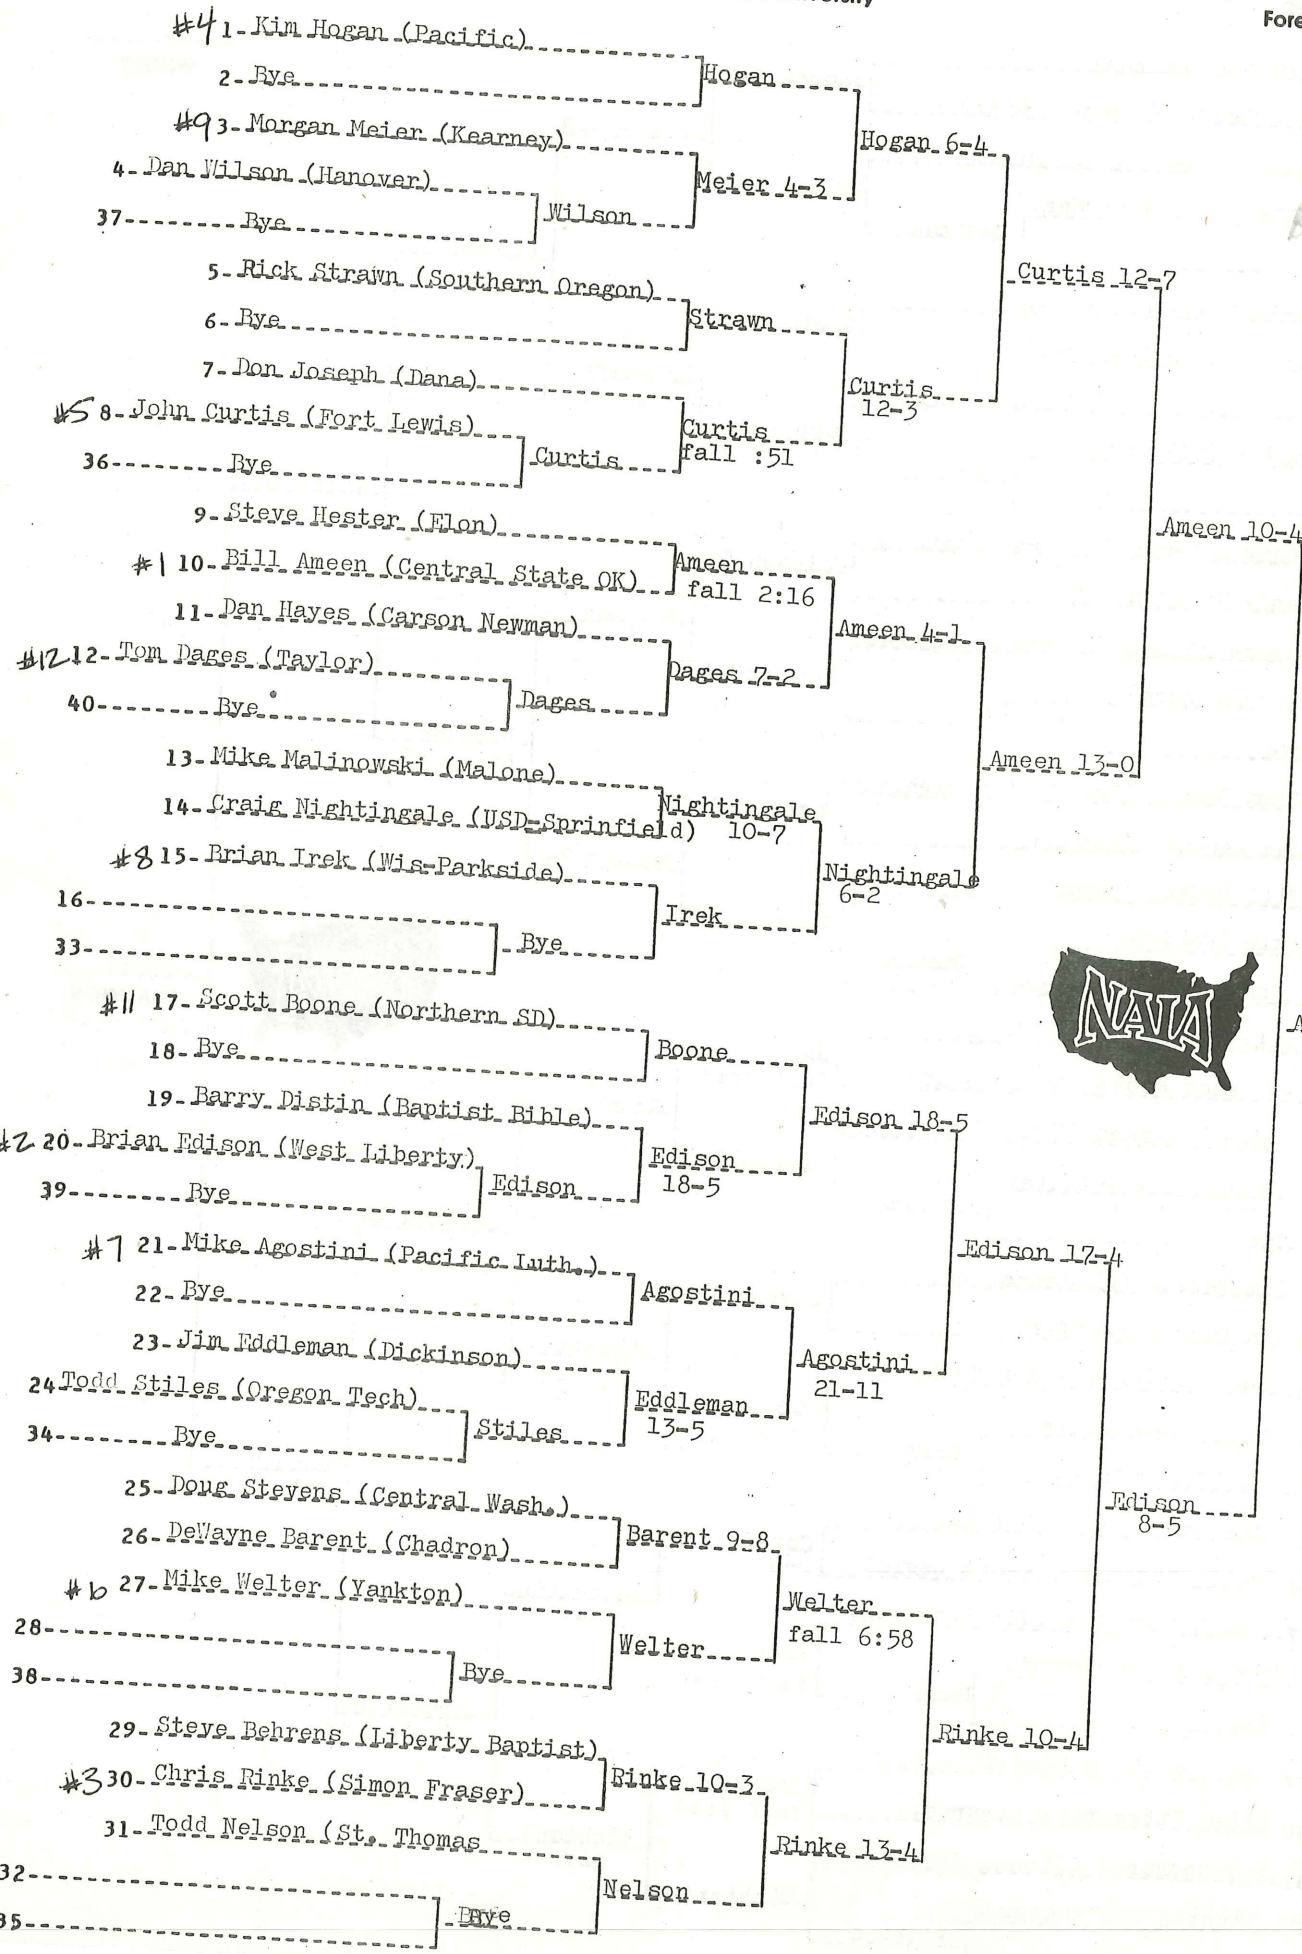 Fore
#4 1- Kim Hogan (Pacific)
2- Bye
Hogan
#9 3- Morgan Meier (Kearney)
Hogan 6-4
4- Dan Wilson (Hanover)
Meier 4-3
37- Bye
Wilson
5- Rick Strawn (Southern Oregon)
Curtis 12-7
6- Bye
Strawn
7- Don Joseph (Dana)
Curtis
12-3
#5 8- John Curtis (Fort Lewis)
Curtis
fall :51
36- Bye
Curtis
9- Steve Hester (Elon)
Ameen 10-4
#1 10- Bill Ameen (Central State OK)
Ameen
fall 2:16
11- Dan Hayes (Carson Newman)
Ameen 4-1
#12 12- Tom Dages (Taylor)
Dages 7-2
40- Bye
Dages
13- Mike Malinowski (Malone)
Ameen 13-0
14- Craig Nightingale (USD-Sprinfield)
Nightingale
10-7
#8 15- Brian Irek (Wis-Parkside)
Nightingale
6-2
16-
Irek
33-
Bye
NAIA
#11 17- Scott Boone (Northern SD)
A
18- Bye
Boone
19- Barry Distin (Baptist Bible)
Edison 18-5
#2 20- Brian Edison (West Liberty)
Edison
18-5
39- Bye
Edison
#7 21- Mike Agostini (Pacific Luth.)
Edison 17-4
22- Bye
Agostini
23- Jim Eddleman (Dickinson)
Agostini
21-11
24 Todd Stiles (Oregon Tech)
Eddleman
13-5
34- Bye
Stiles
25- Doug Stevens (Central Wash.)
Edison
8-5
26- DeWayne Barent (Chadron)
Barent 9-8
#6 27- Mike Welter (Yankton)
Welter
fall 6:58
28-
Welter
38-
Bye
29- Steve Behrens (Liberty Baptist)
Rinke 10-4
#3 30- Chris Rinke (Simon Fraser)
Rinke 10-3
31- Todd Nelson (St. Thomas
Rinke 13-4
32-
Nelson
35-
Bye